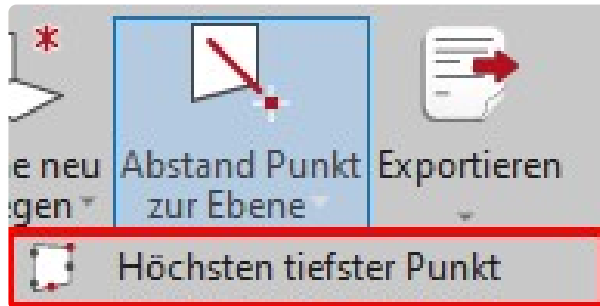 e neu
Abstand Punkt
Exportieren
gen
zur Ebene
Höchsten tiefster Punkt